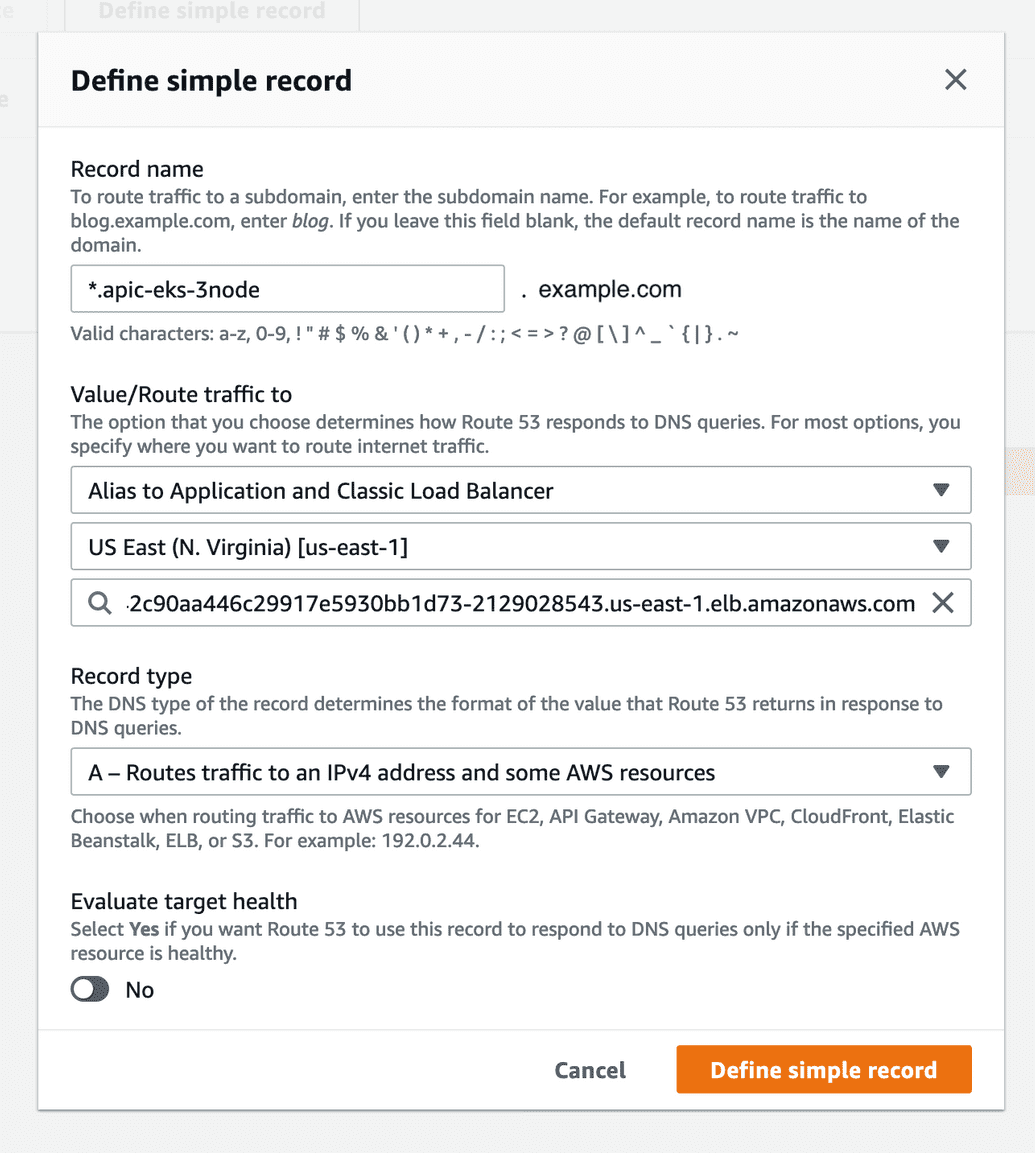 Define simple record
Define simple record
Record name
To route traffic to a subdomain, enter the subdomain name. For example, to route traffic to
blog.example.com, enter blog. If you leave this field blank, the default record name is the name of the
domain.
*.apic-eks-3node . example.com
Valid characters: a-z, 0-9, ! " # $ % & ' ( ) * + , - / : ; < = > ? @ [ \ ] ^ _ ` { | } . ~
Value/Route traffic to
The option that you choose determines how Route 53 responds to DNS queries. For most options, you
specify where you want to route internet traffic.
Alias to Application and Classic Load Balancer
US East (N. Virginia) [us-east-1]
2c90aa446c29917e5930bb1d73-2129028543.us-east-1.elb.amazonaws.com
Record type
The DNS type of the record determines the format of the value that Route 53 returns in response to
DNS queries.
A – Routes traffic to an IPv4 address and some AWS resources
Choose when routing traffic to AWS resources for EC2, API Gateway, Amazon VPC, CloudFront, Elastic
Beanstalk, ELB, or S3. For example: 192.0.2.44.
Evaluate target health
Select Yes if you want Route 53 to use this record to respond to DNS queries only if the specified AWS
resource is healthy.
No
Cancel
Define simple record